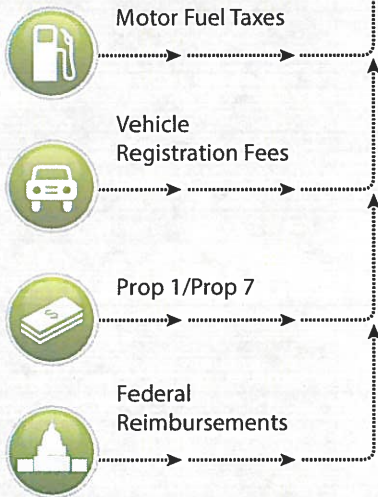 Motor Fuel Taxes
Vehicle
Registration Fees
Prop 1/Prop 7
Federal
Reimbursements